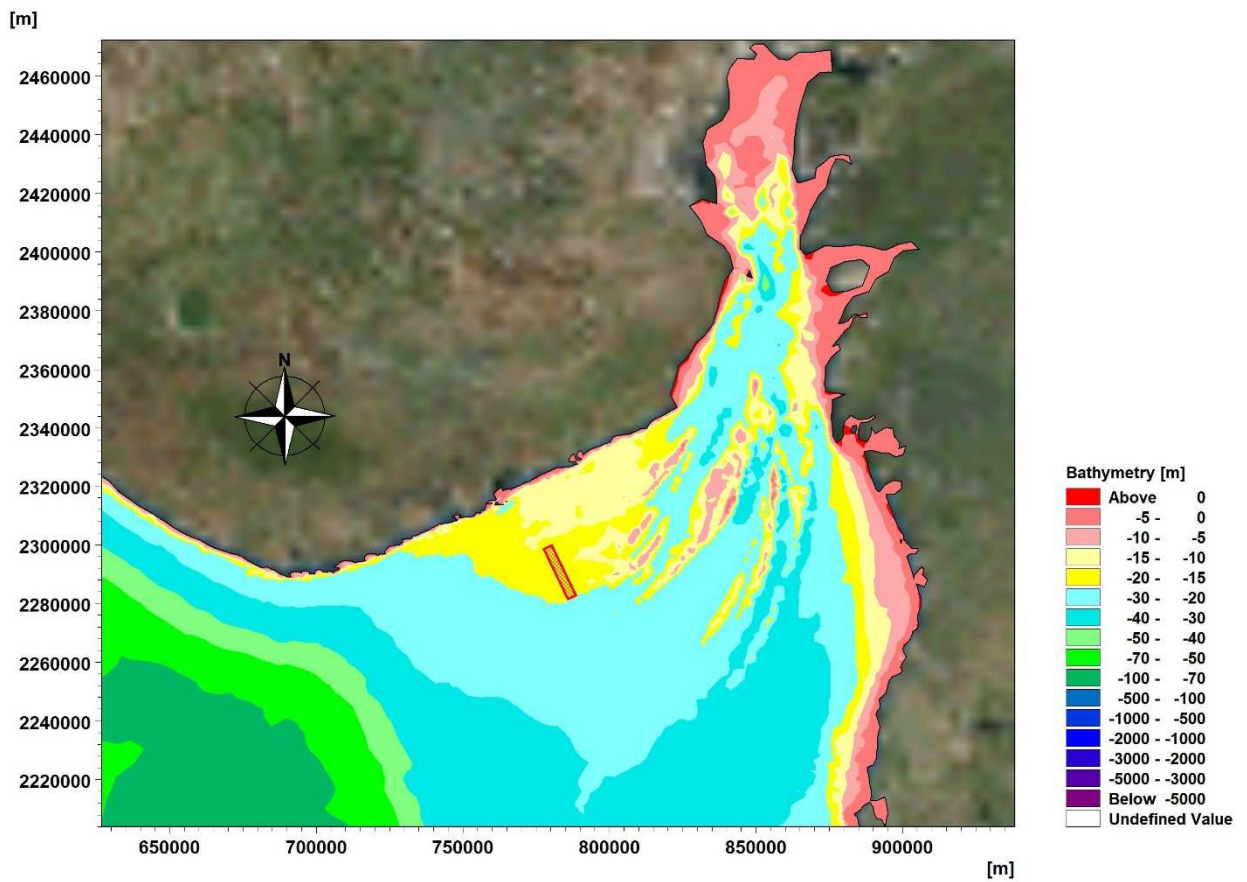 [m]
2460000
2440000
2420000
2400000
2380000
2360000
2340000
2320000
2300000
2280000
2260000
2240000
2220000
N
650000 700000 750000 800000 850000 900000
[m]
Bathymetry [m]
Above 0
-5 - 0
-10 - -5
-15 - -10
-20 - -15
-30 - -20
-40 - -30
-50 - -40
-70 - -50
-100 - -70
-500 - -100
-1000 - -500
-2000 - -1000
-3000 - -2000
-5000 - -3000
Below -5000
Undefined Value